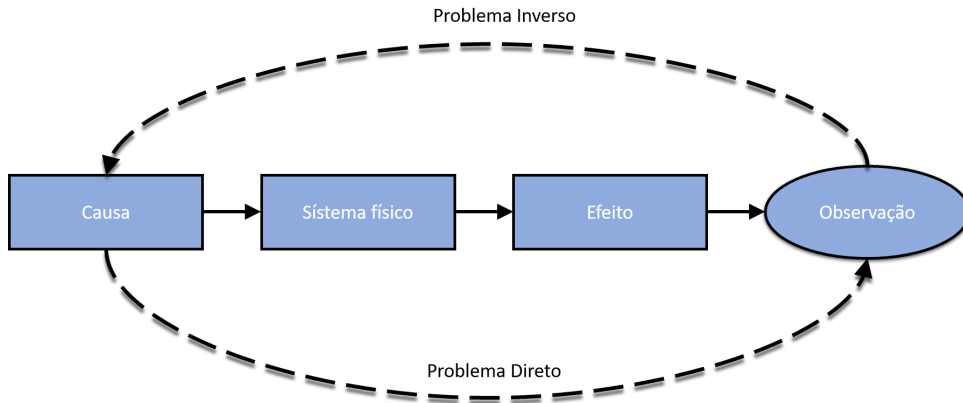 Problema Inverso
Causa
Sístema físico
Efeito
Observação
Problema Direto